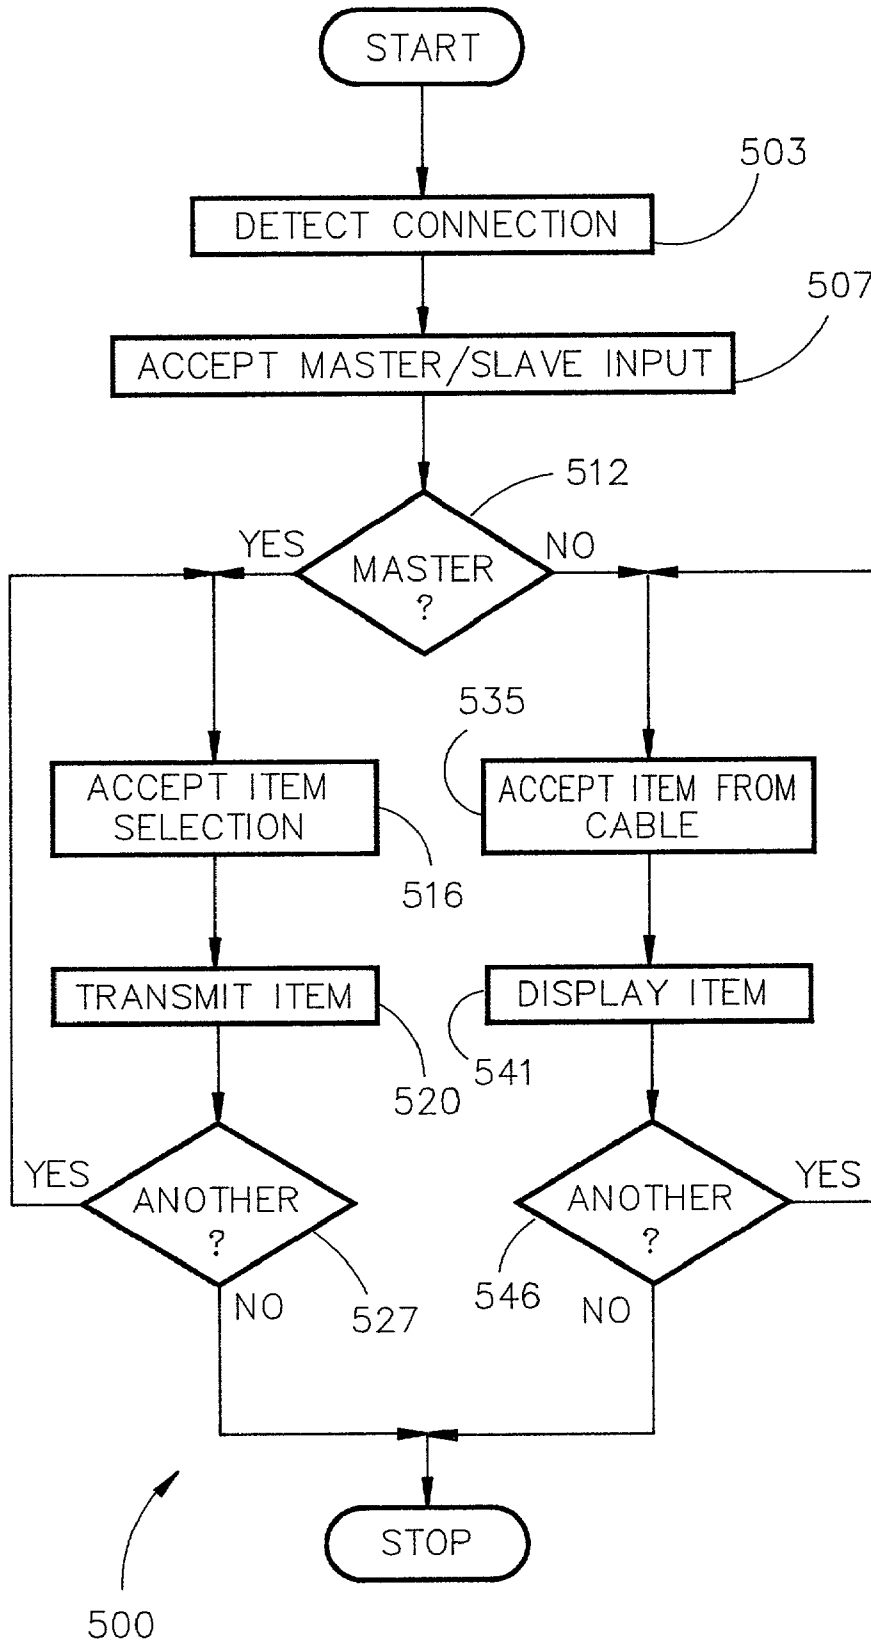 START
503
DETECT CONNECTION
507
ACCEPT MASTER/SLAVE INPUT
512
YES
NO
MASTER
?
535
ACCEPT ITEM
SELECTION
ACCEPT ITEM FROM
CABLE
516
TRANSMIT ITEM
DISPLAY ITEM
520
541
YES
ANOTHER
?
ANOTHER
?
YES
NO
527
546
NO
STOP
500